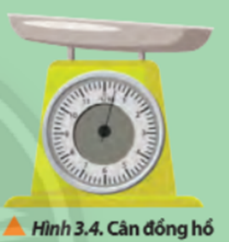 Hình 3.4. Cân đồng hồ